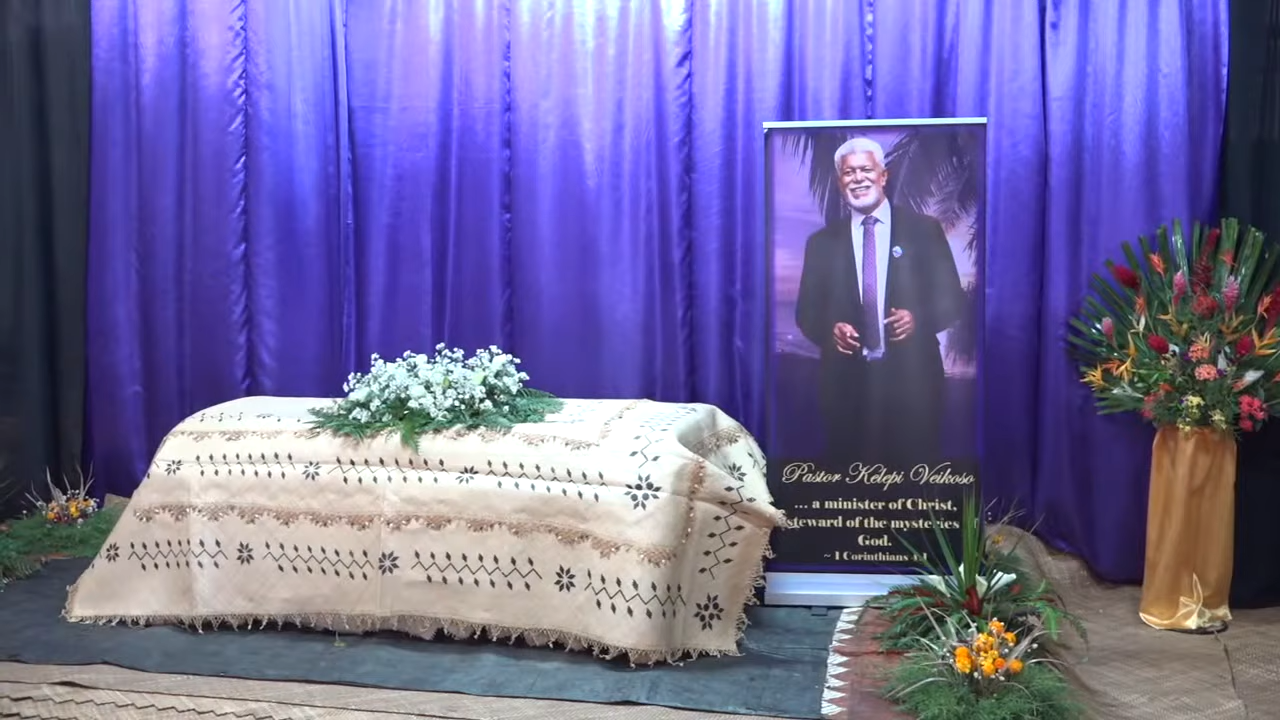 Pastor Kelepi Veikoso
... a minister of Christ,
steward of the mysteries
God.
~ 1 Corinthians 4:1